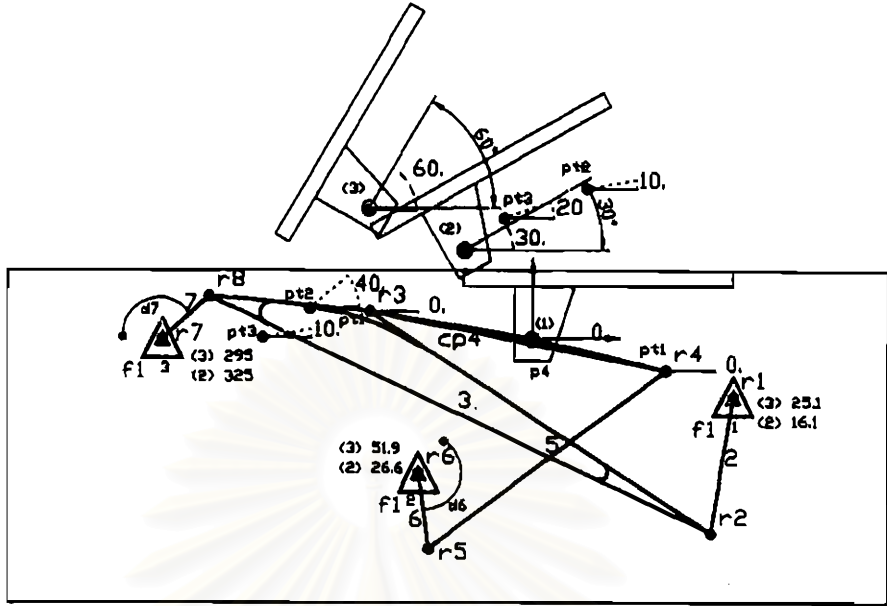 60°
60.
(3)
pt2
10.
pt3
20
30°
(2)
30.
r8
pt2
40
r3
0.
7
d7
r7
pt3
10.
pt1
cp4
(1)
0.
p4
pt1
r4
0.
f1
3
(3) 295
(2) 325
r1
(3) 25.1
(2) 16.1
f1
1
3.
5
2
(3) 51.9
(2) 26.6
r6
f1
2
6
d6
r5
r2